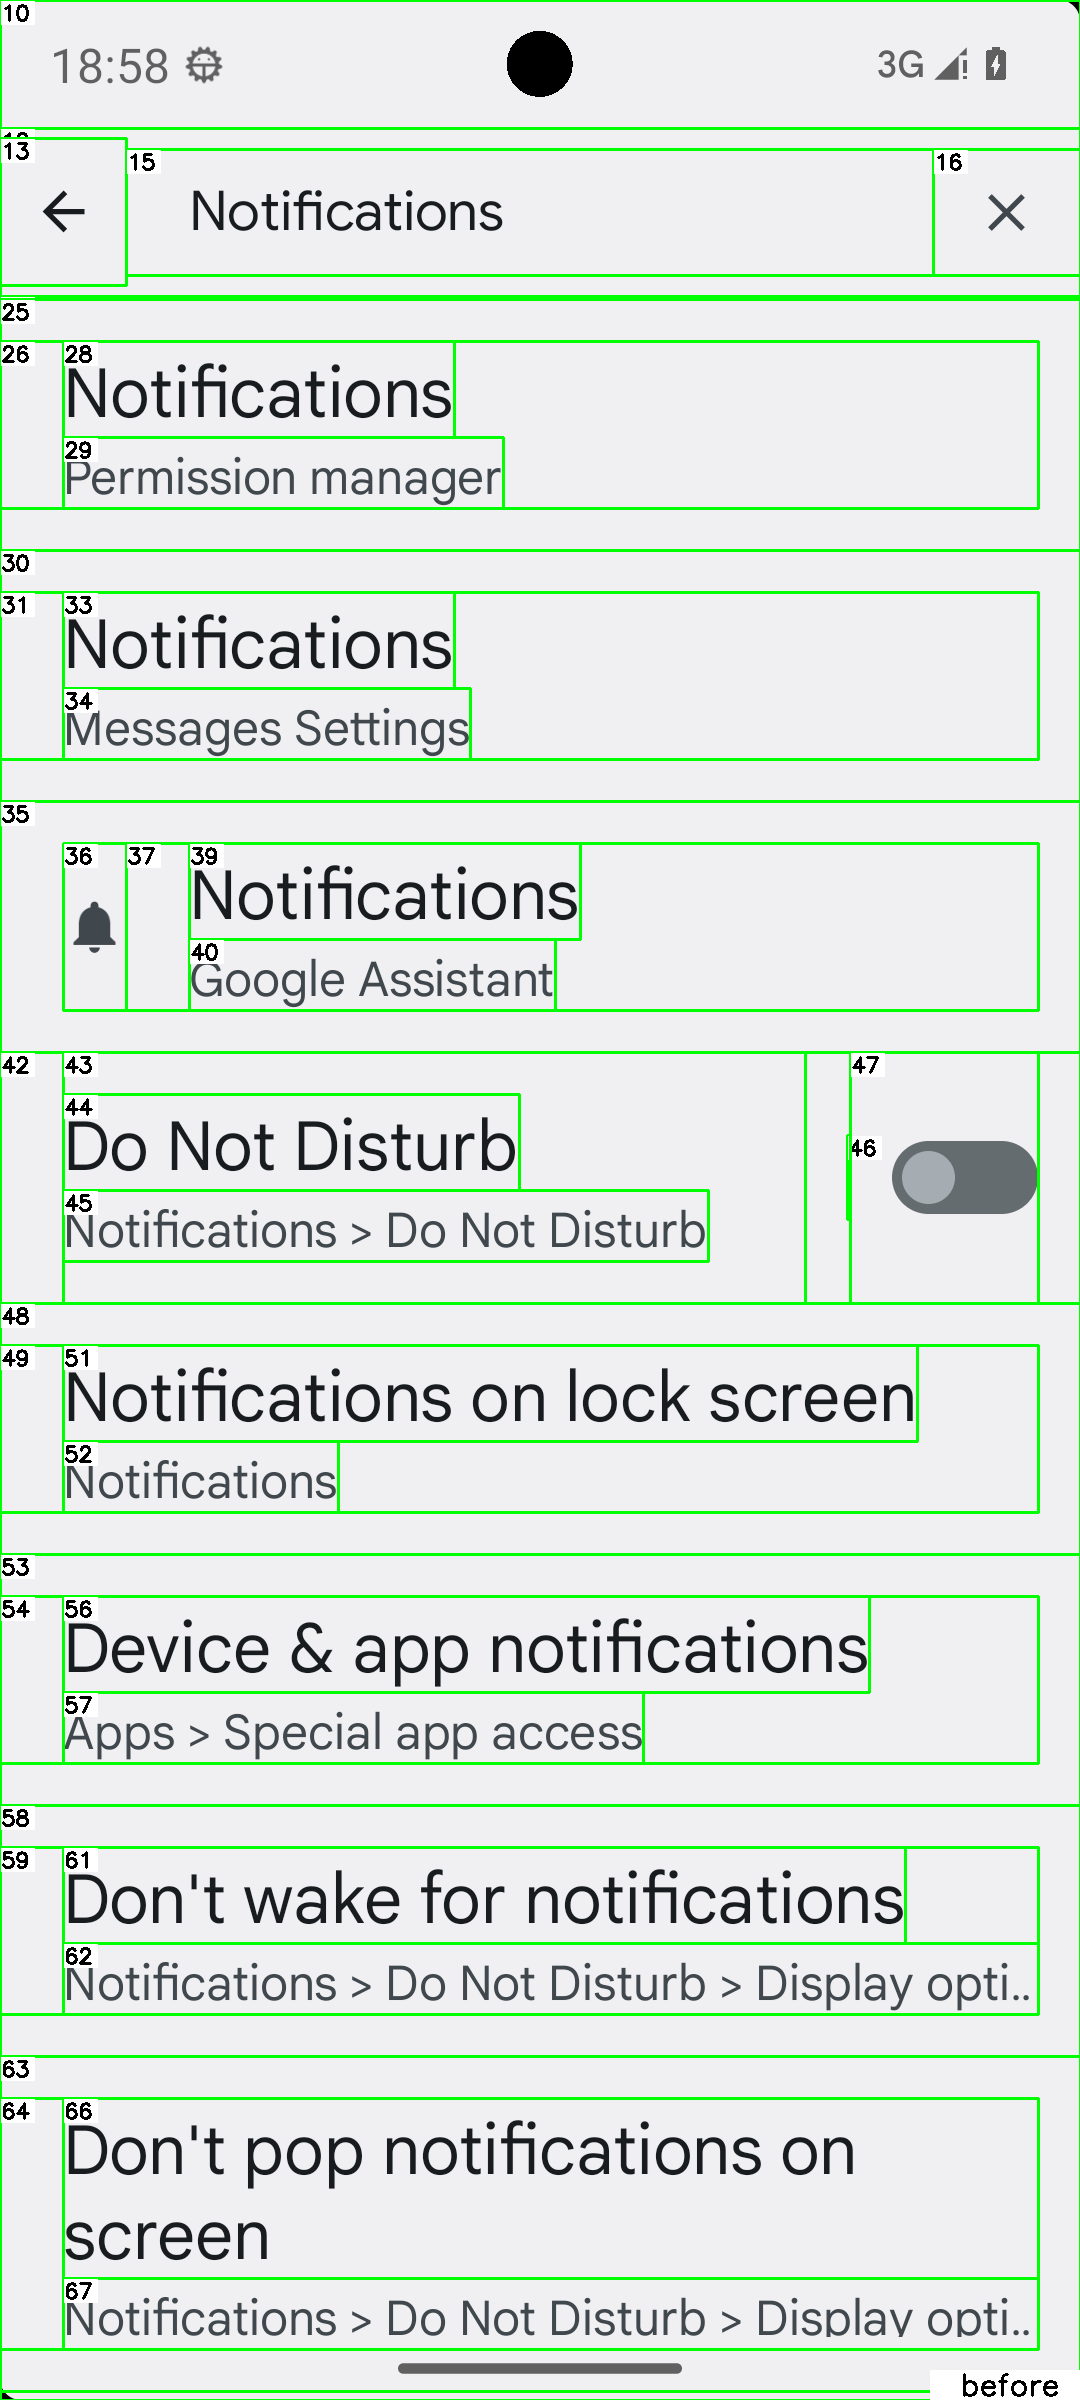 10
18:58
3G
13
15
Notifications
16
25
26
28
Notifications
29
Permission manager
30
31
33
Notifications
34
Messages Settings
35
36
37
39
Notifications
40
Google Assistant
42
43
47
44
Do Not Disturb
46
45
Notifications > Do Not Disturb
48
49
51
Notifications on lock screen
52
Notifications
53
54
56
Device & app notifications
57
Apps > Special app access
58
59
61
Don't wake for notifications
62
Notifications > Do Not Disturb > Display opti..
63
64
66
Don't pop notifications on
screen
67
Notifications > Do Not Disturb > Display opti..
before